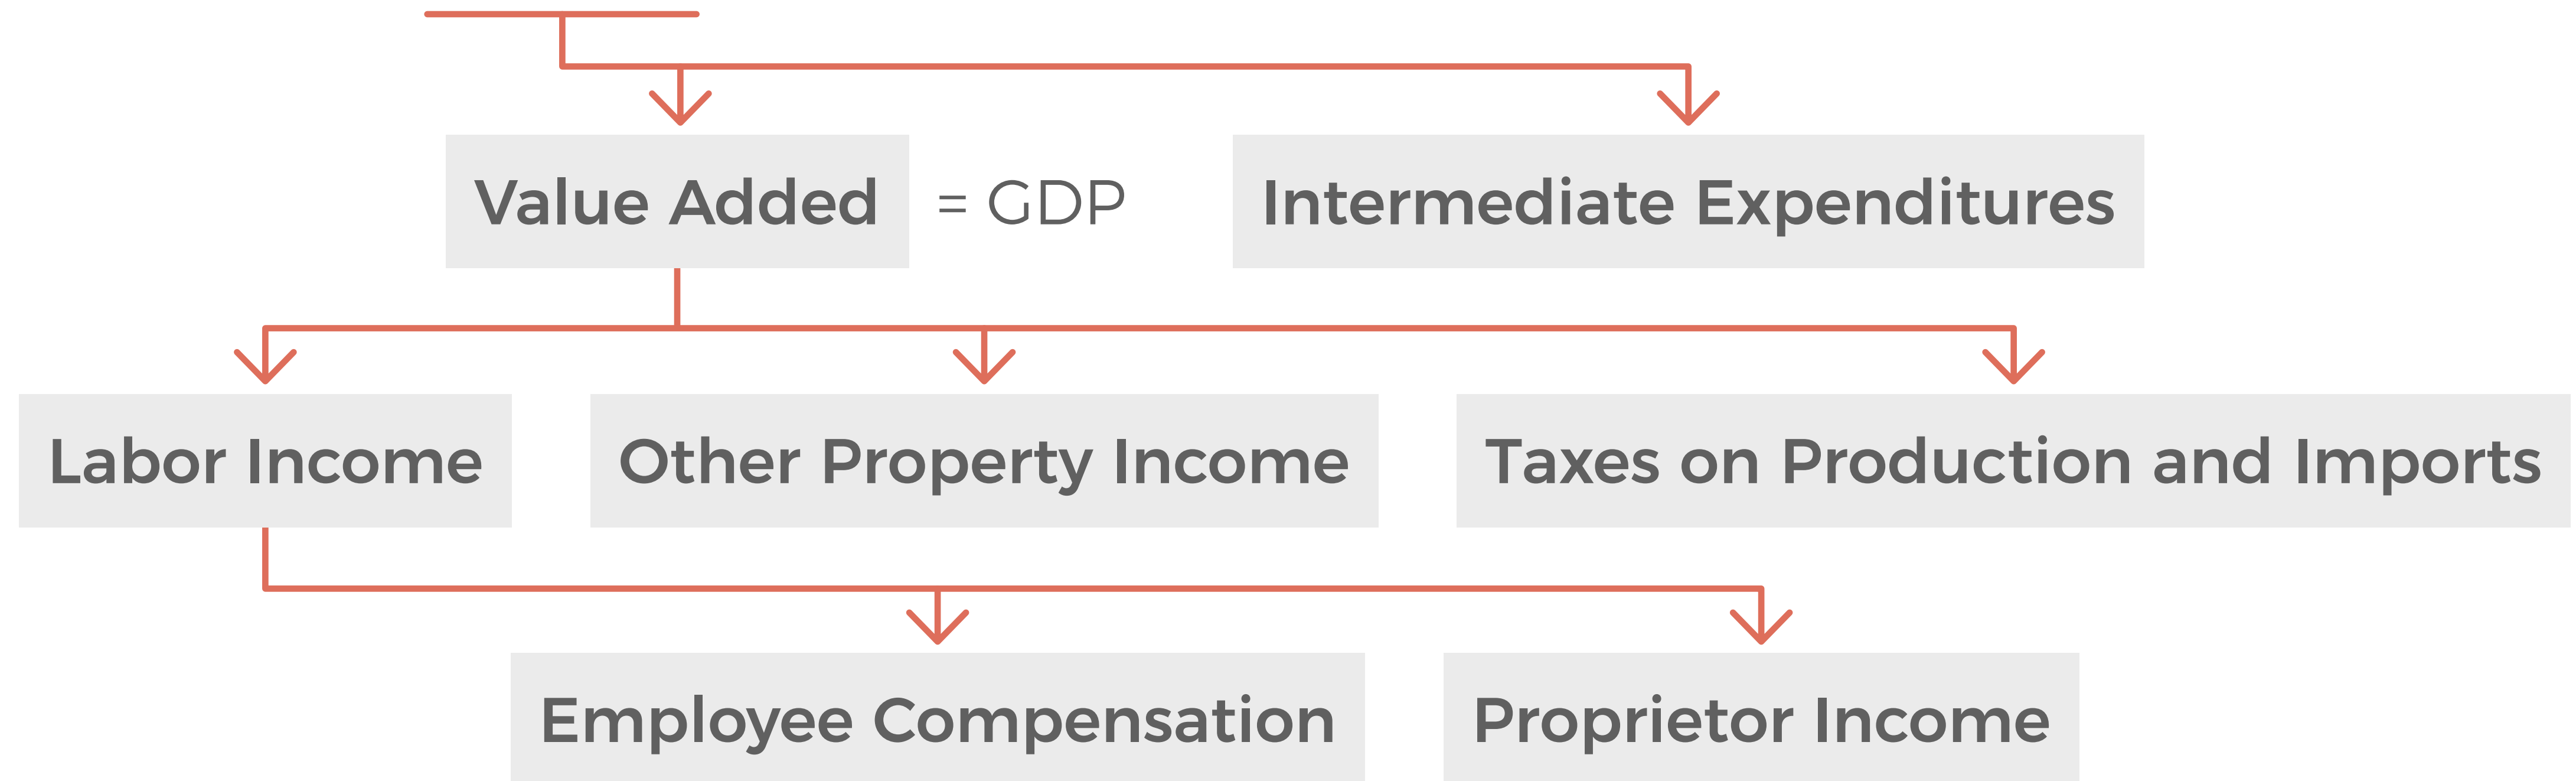 Value Added = GDP Intermediate Expenditures
Labor Income Other Property Income Taxes on Production and Imports
Employee Compensation Proprietor Income